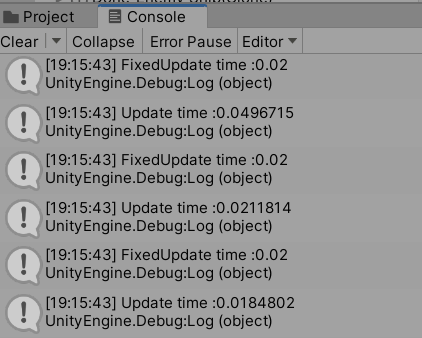 Project
Console
Clear
Collapse
Error Pause
Editor
[19:15:43] FixedUpdate time :0.02
UnityEngine.Debug:Log (object)
[19:15:43] Update time :0.0496715
UnityEngine.Debug:Log (object)
[19:15:43] FixedUpdate time :0.02
UnityEngine.Debug:Log (object)
[19:15:43] Update time :0.0211814
UnityEngine.Debug:Log (object)
[19:15:43] FixedUpdate time :0.02
UnityEngine.Debug:Log (object)
[19:15:43] Update time :0.0184802
UnityEngine.Debug:Log (object)